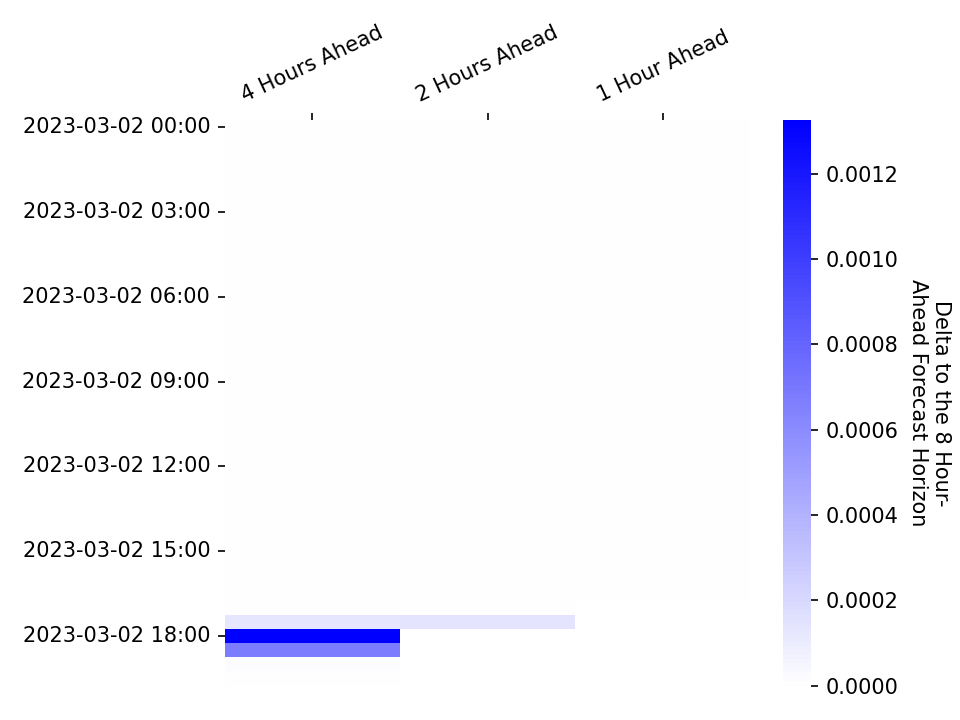 4 Hours Ahead
2 Hours Ahead
1 Hour Ahead
2023-03-02 00:00
2023-03-02 03:00
2023-03-02 06:00
2023-03-02 09:00
2023-03-02 12:00
2023-03-02 15:00
2023-03-02 18:00
0.0012
0.0010
0.0008
0.0006
0.0004
0.0002
0.0000
Delta to the 8 Hour-
Ahead Forecast Horizon